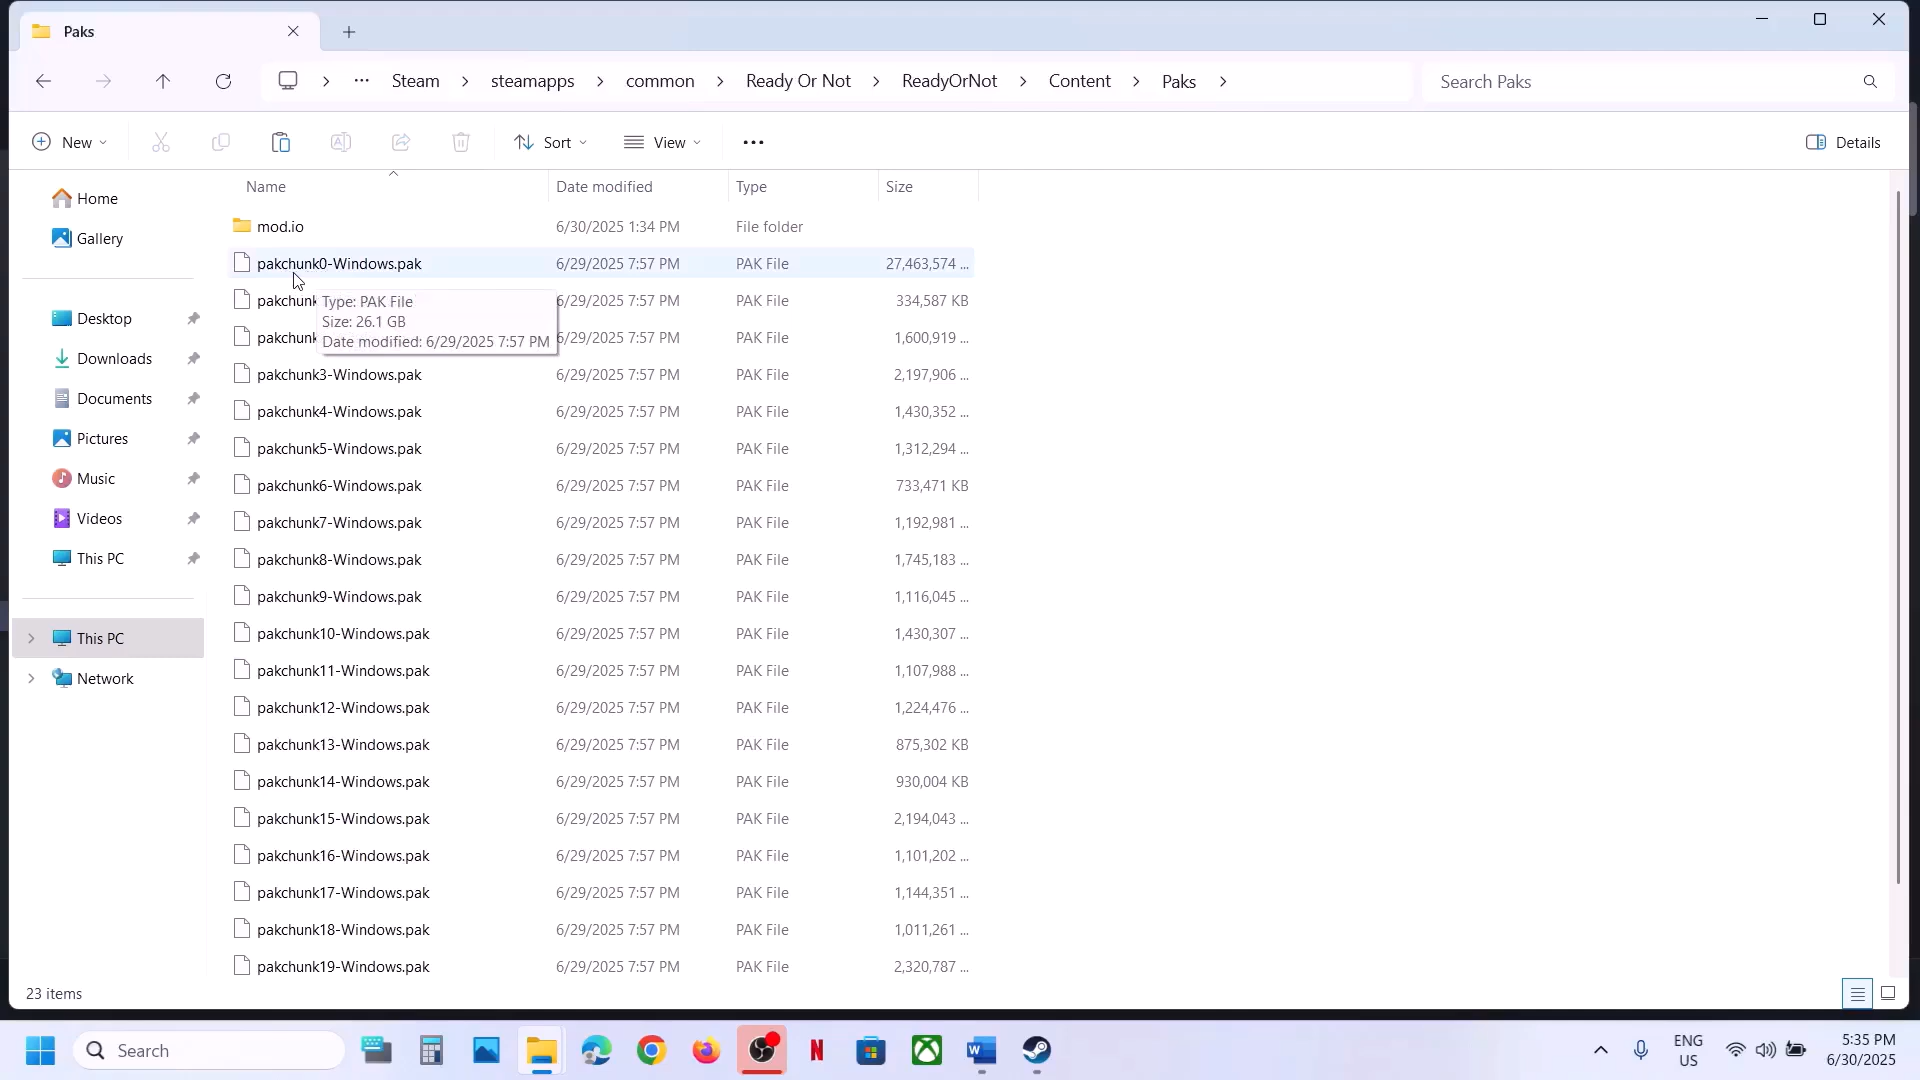 Paks
Steam
steamapps
common
Ready Or Not
ReadyOrNot
Content
Paks
Search Paks
New
Sort
View
Details
Name Date modified Type Size
Home
Gallery
Desktop
Downloads
Documents
Pictures
Music
Videos
This PC
This PC
Network
mod.io 6/30/2025 1:34 PM File folder
pakchunk0-Windows.pak 6/29/2025 7:57 PM PAK File 27,463,574 ...
pakchunk 6/29/2025 7:57 PM PAK File 334,587 KB
pakchunk 6/29/2025 7:57 PM PAK File 1,600,919 ...
Type: PAK File
Size: 26.1 GB
Date modified: 6/29/2025 7:57 PM
pakchunk3-Windows.pak 6/29/2025 7:57 PM PAK File 2,197,906 ...
pakchunk4-Windows.pak 6/29/2025 7:57 PM PAK File 1,430,352 ...
pakchunk5-Windows.pak 6/29/2025 7:57 PM PAK File 1,312,294 ...
pakchunk6-Windows.pak 6/29/2025 7:57 PM PAK File 733,471 KB
pakchunk7-Windows.pak 6/29/2025 7:57 PM PAK File 1,192,981 ...
pakchunk8-Windows.pak 6/29/2025 7:57 PM PAK File 1,745,183 ...
pakchunk9-Windows.pak 6/29/2025 7:57 PM PAK File 1,116,045 ...
pakchunk10-Windows.pak 6/29/2025 7:57 PM PAK File 1,430,307 ...
pakchunk11-Windows.pak 6/29/2025 7:57 PM PAK File 1,107,988 ...
pakchunk12-Windows.pak 6/29/2025 7:57 PM PAK File 1,224,476 ...
pakchunk13-Windows.pak 6/29/2025 7:57 PM PAK File 875,302 KB
pakchunk14-Windows.pak 6/29/2025 7:57 PM PAK File 930,004 KB
pakchunk15-Windows.pak 6/29/2025 7:57 PM PAK File 2,194,043 ...
pakchunk16-Windows.pak 6/29/2025 7:57 PM PAK File 1,101,202 ...
pakchunk17-Windows.pak 6/29/2025 7:57 PM PAK File 1,144,351 ...
pakchunk18-Windows.pak 6/29/2025 7:57 PM PAK File 1,011,261 ...
pakchunk19-Windows.pak 6/29/2025 7:57 PM PAK File 2,320,787 ...
23 items
Search
ENG
US
5:35 PM
6/30/2025